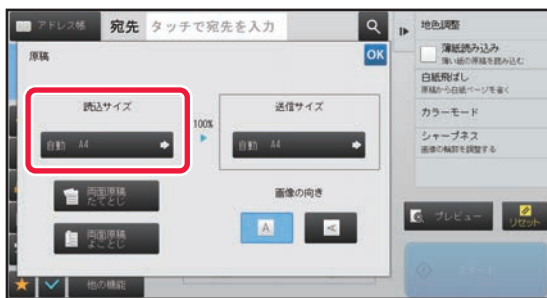 アドレス帳
宛先
タッチで宛先を入力
地色調整
原稿
OK
薄紙読み込み
薄い紙の原稿を読み込む
白紙飛ばし
原稿から白紙ページを省く
読込サイズ
100%
送信サイズ
カラーモード
自動 A4
自動 A4
シャープネス
画像の輪郭を調整する
両面原稿
たてとじ
画像の向き
両面原稿
よことじ
A
A
プレビュー
リセット
スタート
他の機能